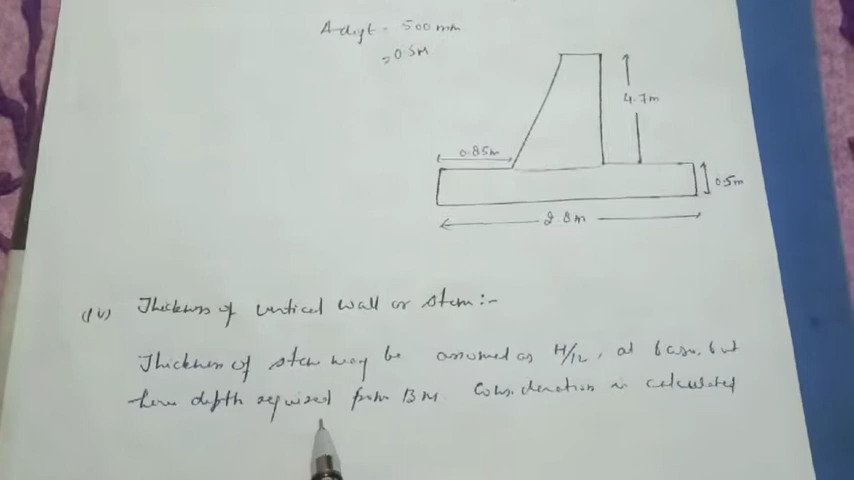 Adopt = 500 mm
= 0.5M
4.7m
0.85m
0.5m
2.8m
(iv) Thickness of vertical wall or stem:-
Thickness of stem may be assumed as H/12, at base, but
here depth required from BM consideration is calculated